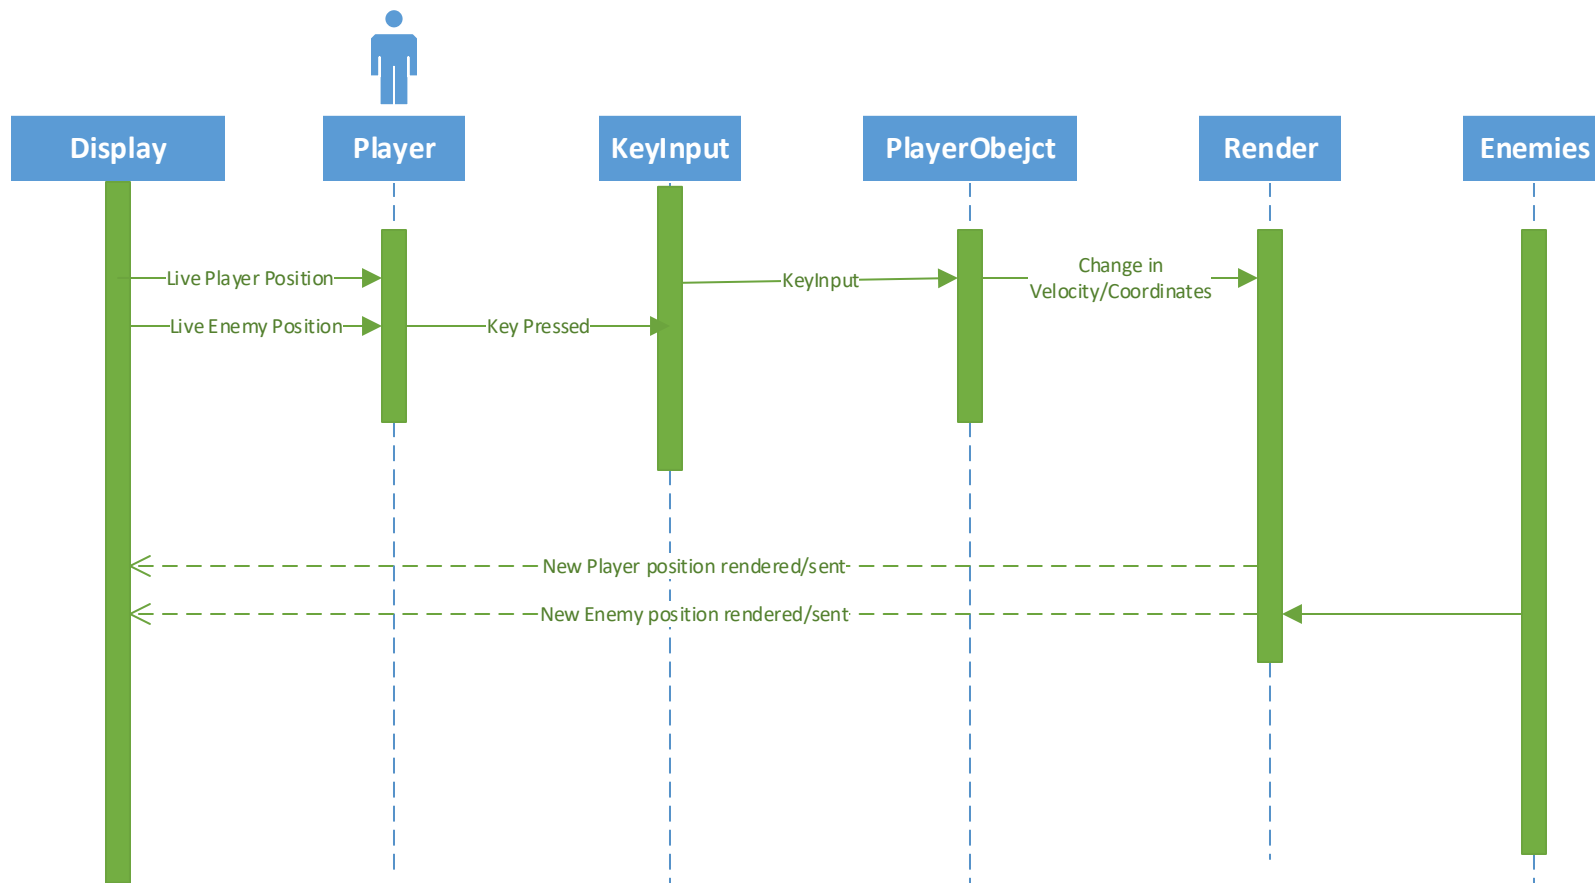 Display
Player
KeyInput
PlayerObejct
Render
Enemies
Live Player Position
KeyInput
Change in
Velocity/Coordinates
Live Enemy Position
Key Pressed
New Player position rendered/sent
New Enemy position rendered/sent